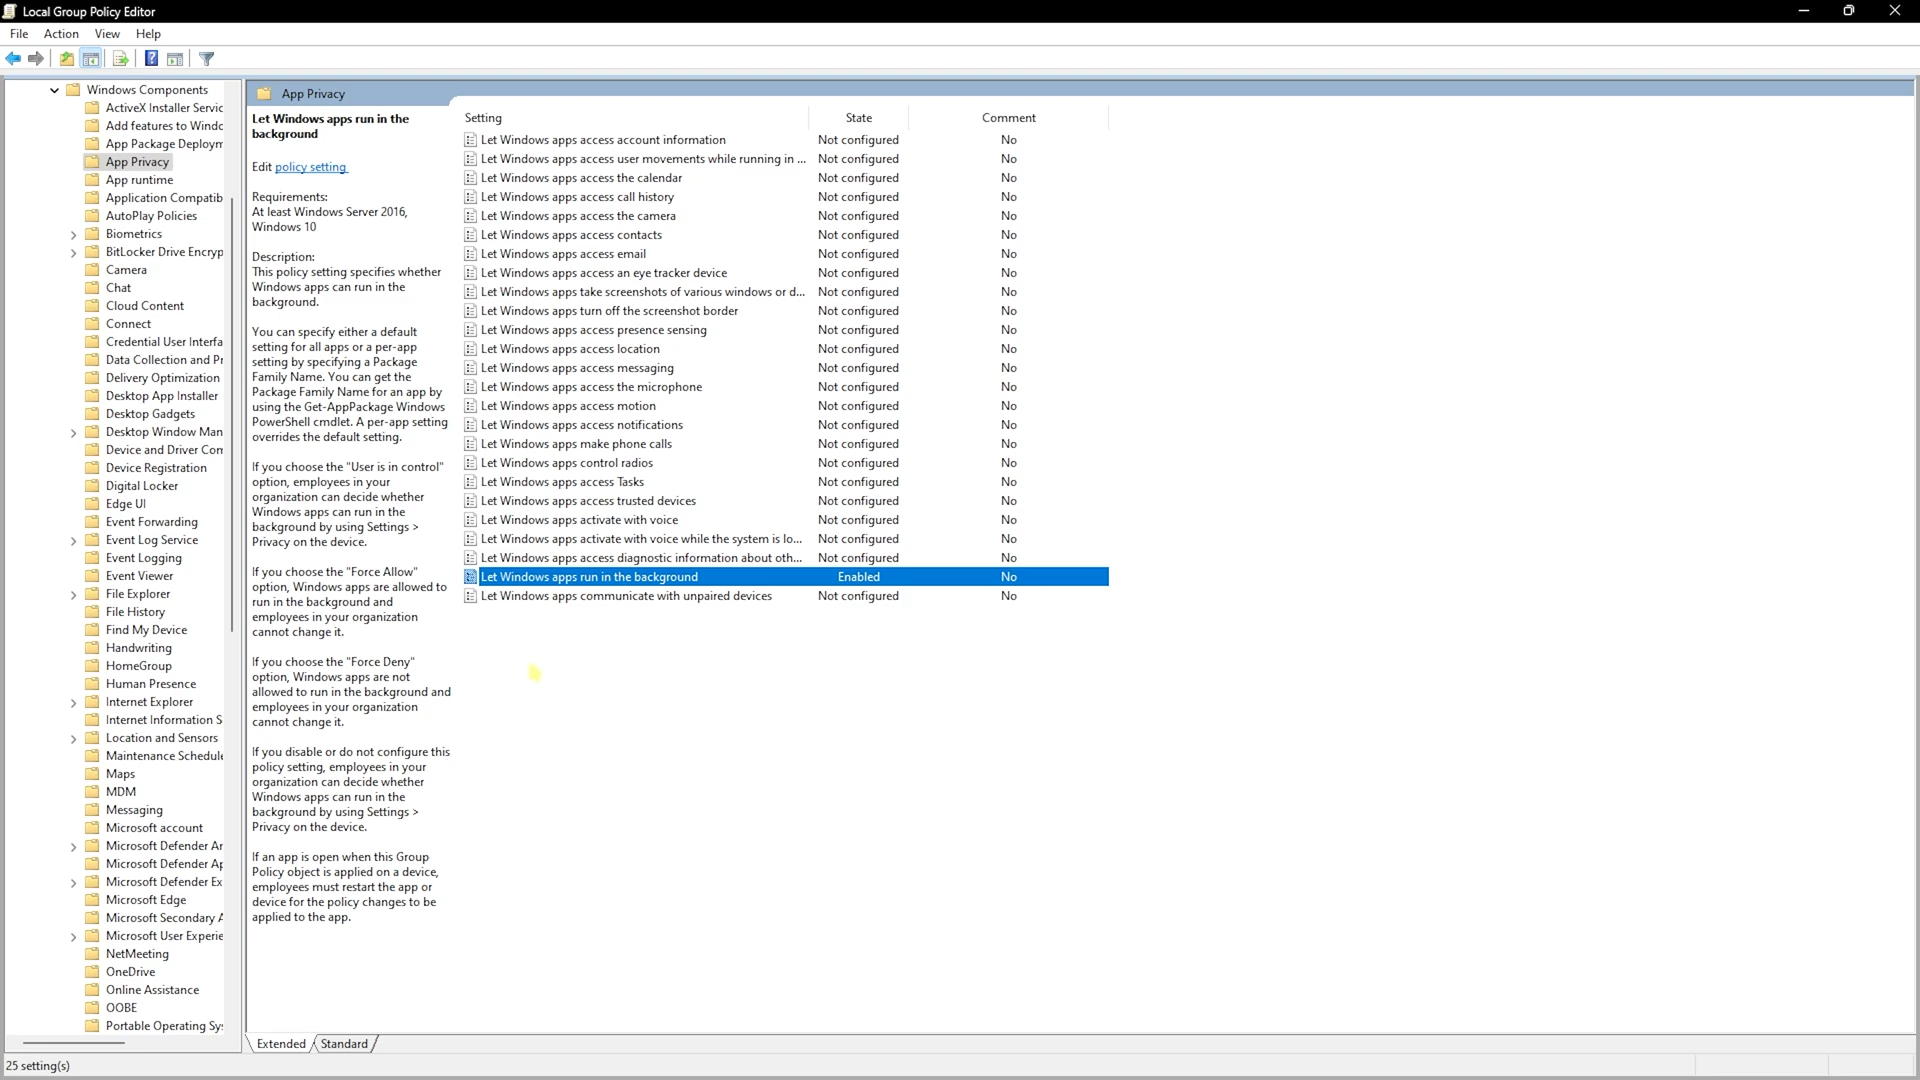 Local Group Policy Editor
File Action View Help
Windows Components
ActiveX Installer Servic
Add features to Windo
App Package Deploym
App Privacy
App runtime
Application Compatib
AutoPlay Policies
Biometrics
BitLocker Drive Encryp
Camera
Chat
Cloud Content
Connect
Credential User Interfa
Data Collection and Pr
Delivery Optimization
Desktop App Installer
Desktop Gadgets
Desktop Window Man
Device and Driver Com
Device Registration
Digital Locker
Edge UI
Event Forwarding
Event Log Service
Event Logging
Event Viewer
File Explorer
File History
Find My Device
Handwriting
HomeGroup
Human Presence
Internet Explorer
Internet Information S
Location and Sensors
Maintenance Schedule
Maps
MDM
Messaging
Microsoft account
Microsoft Defender An
Microsoft Defender Ap
Microsoft Defender Ex
Microsoft Edge
Microsoft Secondary A
Microsoft User Experie
NetMeeting
OneDrive
Online Assistance
OOBE
Portable Operating Sys
App Privacy
Let Windows apps run in the
background
Edit policy setting
Requirements:
At least Windows Server 2016,
Windows 10
Description:
This policy setting specifies whether
Windows apps can run in the
background.
You can specify either a default
setting for all apps or a per-app
setting by specifying a Package
Family Name. You can get the
Package Family Name for an app by
using the Get-AppPackage Windows
PowerShell cmdlet. A per-app setting
overrides the default setting.
If you choose the "User is in control"
option, employees in your
organization can decide whether
Windows apps can run in the
background by using Settings >
Privacy on the device.
If you choose the "Force Allow"
option, Windows apps are allowed to
run in the background and
employees in your organization
cannot change it.
If you choose the "Force Deny"
option, Windows apps are not
allowed to run in the background and
employees in your organization
cannot change it.
If you disable or do not configure this
policy setting, employees in your
organization can decide whether
Windows apps can run in the
background by using Settings >
Privacy on the device.
If an app is open when this Group
Policy object is applied on a device,
employees must restart the app or
device for the policy changes to be
applied to the app.
Setting State Comment
Let Windows apps access account information Not configured No
Let Windows apps access user movements while running in ... Not configured No
Let Windows apps access the calendar Not configured No
Let Windows apps access call history Not configured No
Let Windows apps access the camera Not configured No
Let Windows apps access contacts Not configured No
Let Windows apps access email Not configured No
Let Windows apps access an eye tracker device Not configured No
Let Windows apps take screenshots of various windows or d... Not configured No
Let Windows apps turn off the screenshot border Not configured No
Let Windows apps access presence sensing Not configured No
Let Windows apps access location Not configured No
Let Windows apps access messaging Not configured No
Let Windows apps access the microphone Not configured No
Let Windows apps access motion Not configured No
Let Windows apps access notifications Not configured No
Let Windows apps make phone calls Not configured No
Let Windows apps control radios Not configured No
Let Windows apps access Tasks Not configured No
Let Windows apps access trusted devices Not configured No
Let Windows apps activate with voice Not configured No
Let Windows apps activate with voice while the system is lo... Not configured No
Let Windows apps access diagnostic information about oth... Not configured No
Let Windows apps run in the background Enabled No
Let Windows apps communicate with unpaired devices Not configured No
Extended Standard
25 setting(s)